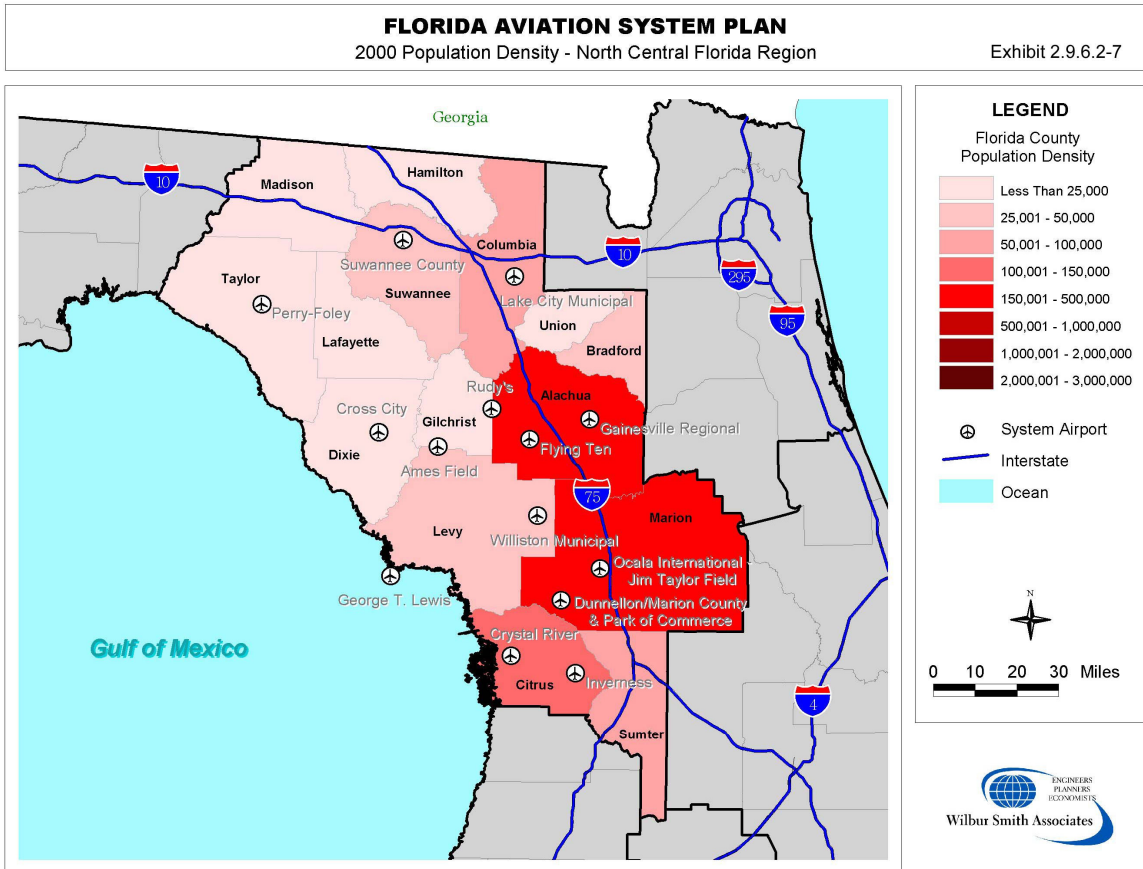 FLORIDA AVIATION SYSTEM PLAN
2000 Population Density - North Central Florida Region
Exhibit 2.9.6.2-7
Georgia
Hamilton
Madison
10
Columbia
Suwannee County
10
Taylor
Suwannee
Lake City Municipal
295
Perry-Foley
Union
95
Lafayette
Bradford
Rudy's
Alachua
Cross City
Gilchrist
Gainesville Regional
Flying Ten
Dixie
Ames Field
75
Marion
Levy
Williston Municipal
Ocala International
Jim Taylor Field
George T. Lewis
Dunnellon/Marion County
& Park of Commerce
Crystal River
Gulf of Mexico
Citrus
Inverness
4
Sumter
LEGEND
Florida County
Population Density
Less Than 25,000
25,001 - 50,000
50,001 - 100,000
100,001 - 150,000
150,001 - 500,000
500,001 - 1,000,000
1,000,001 - 2,000,000
2,000,001 - 3,000,000
System Airport
Interstate
Ocean
N
0 10 20 30 Miles
ENGINEERS
PLANNERS
ECONOMISTS
Wilbur Smith Associates